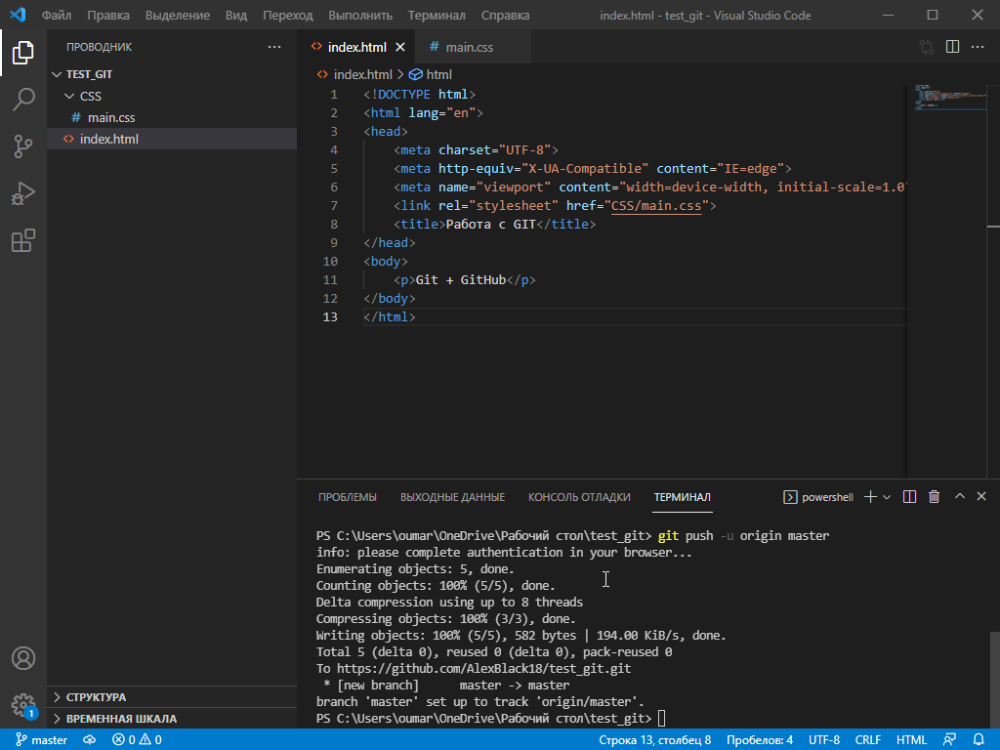 Файл Правка Выделение Вид Переход Выполнить Терминал Справка index.html - test_git - Visual Studio Code
ПРОВОДНИК
TEST_GIT
CSS
# main.css
<> index.html
<> index.html # main.css
<> index.html > html
1 <!DOCTYPE html>
2 <html lang="en">
3 <head>
4 <meta charset="UTF-8">
5 <meta http-equiv="X-UA-Compatible" content="IE=edge">
6 <meta name="viewport" content="width=device-width, initial-scale=1.0"
7 <link rel="stylesheet" href="CSS/main.css">
8 <title>Работа с GIT</title>
9 </head>
10 <body>
11 <p>Git + GitHub</p>
12 </body>
13 </html>
ПРОБЛЕМЫ ВЫХОДНЫЕ ДАННЫЕ КОНСОЛЬ ОТЛАДКИ ТЕРМИНАЛ powershell
PS C:\Users\oumar\OneDrive\Рабочий стол\test_git> git push -u origin master
info: please complete authentication in your browser...
Enumerating objects: 5, done.
Counting objects: 100% (5/5), done.
Delta compression using up to 8 threads
Compressing objects: 100% (3/3), done.
Writing objects: 100% (5/5), 582 bytes | 194.00 KiB/s, done.
Total 5 (delta 0), reused 0 (delta 0), pack-reused 0
To https://github.com/AlexBlack18/test_git.git
* [new branch] master -> master
branch 'master' set up to track 'origin/master'.
PS C:\Users\oumar\OneDrive\Рабочий стол\test_git>
СТРУКТУРА
ВРЕМЕННАЯ ШКАЛА
1
master 0 0 Строка 13, столбец 8 Пробелов: 4 UTF-8 CRLF HTML